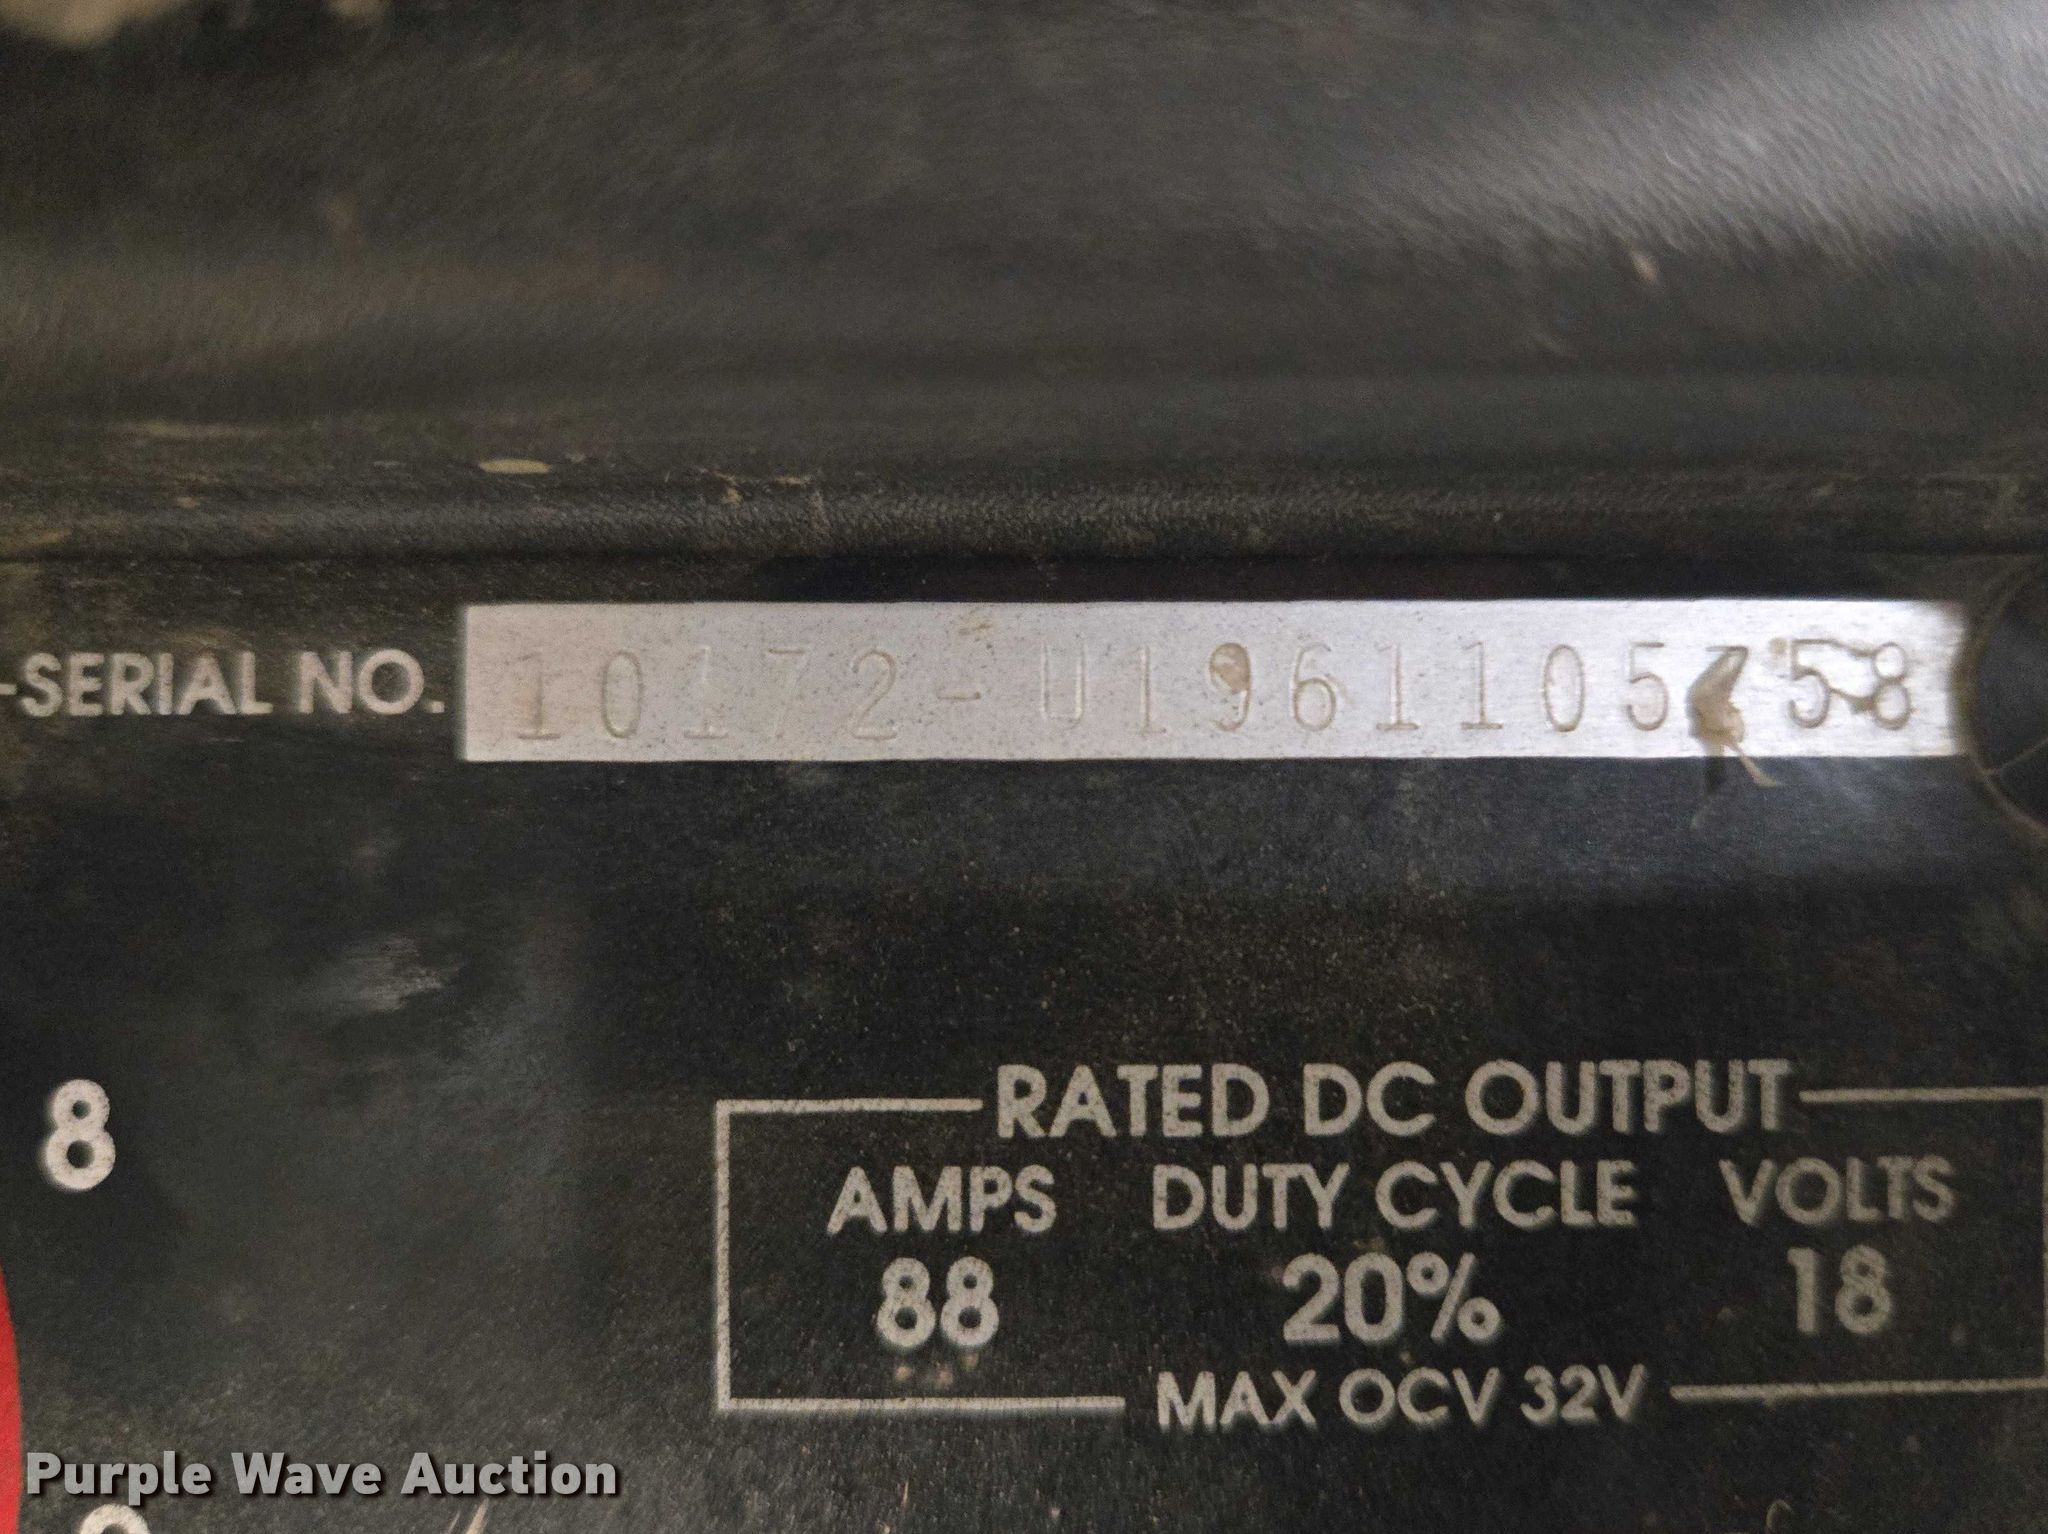 -SERIAL NO. 10172-U1961105758
8
RATED DC OUTPUT
AMPS DUTY CYCLE VOLTS
88 20% 18
MAX OCV 32V
Purple Wave Auction